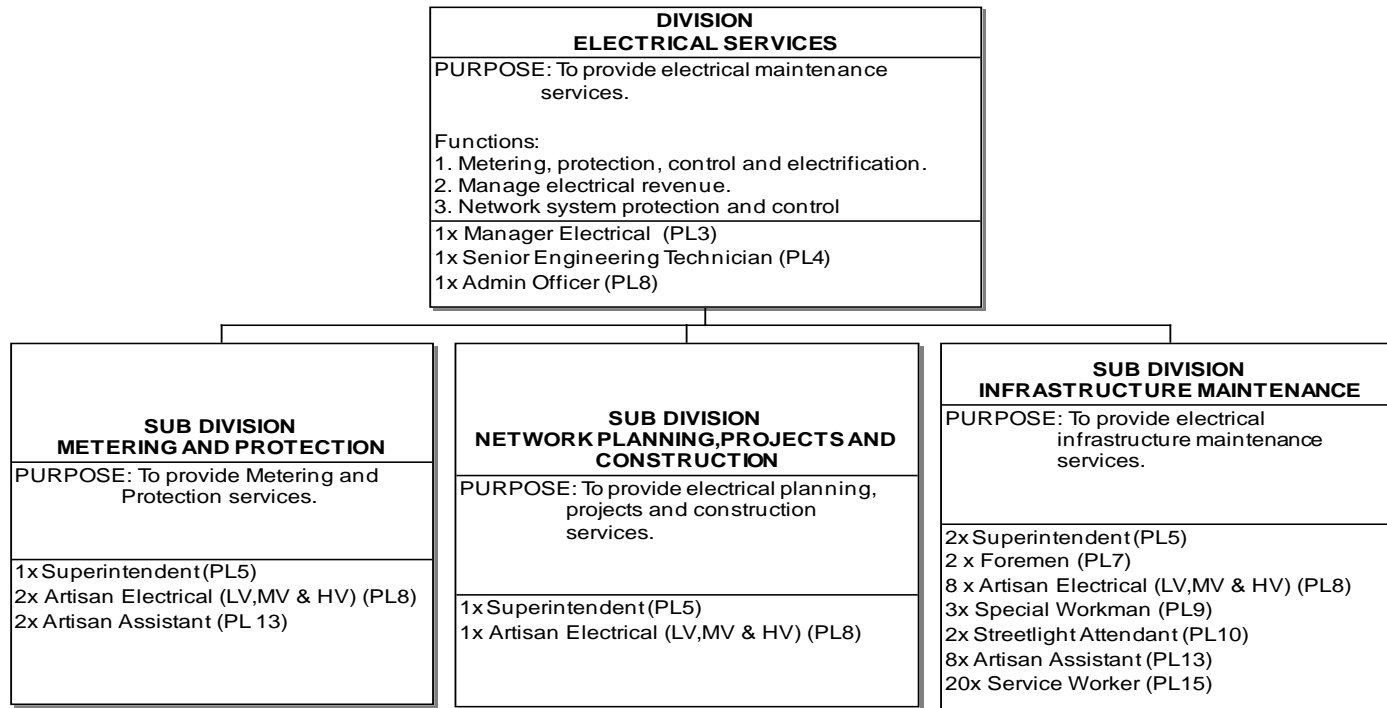 DIVISION
ELECTRICAL SERVICES
PURPOSE: To provide electrical maintenance
services.
Functions:
1. Metering, protection, control and electrification.
2. Manage electrical revenue.
3. Network system protection and control
1x Manager Electrical (PL3)
1x Senior Engineering Technician (PL4)
1x Admin Officer (PL8)
SUB DIVISION
METERING AND PROTECTION
PURPOSE: To provide Metering and
Protection services.
1x Superintendent (PL5)
2x Artisan Electrical (LV,MV & HV) (PL8)
2x Artisan Assistant (PL 13)
SUB DIVISION
NETWORK PLANNING,PROJECTS AND
CONSTRUCTION
PURPOSE: To provide electrical planning,
projects and construction
services.
1x Superintendent (PL5)
1x Artisan Electrical (LV,MV & HV) (PL8)
SUB DIVISION
INFRASTRUCTURE MAINTENANCE
PURPOSE: To provide electrical
infrastructure maintenance
services.
2x Superintendent (PL5)
2 x Foremen (PL7)
8 x Artisan Electrical (LV,MV & HV) (PL8)
3x Special Workman (PL9)
2x Streetlight Attendant (PL10)
8x Artisan Assistant (PL13)
20x Service Worker (PL15)